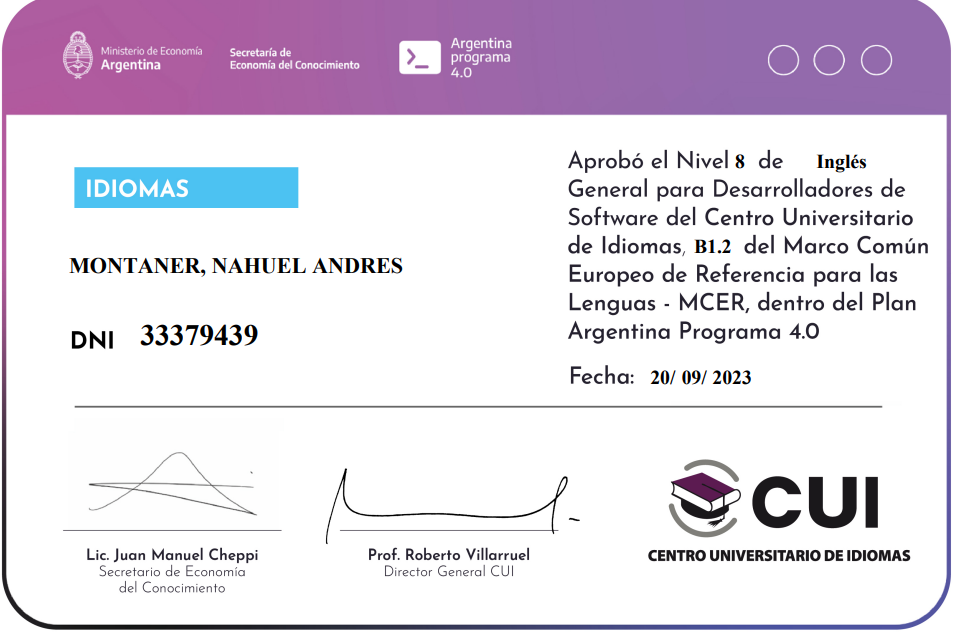 Ministerio de Economía
Argentina
Secretaría de
Economía del Conocimiento
>_
Argentina
programa
4.0
IDIOMAS
MONTANER, NAHUEL ANDRES
DNI 33379439
Aprobó el Nivel 8 de Inglés
General para Desarrolladores de
Software del Centro Universitario
de Idiomas, B1.2 del Marco Común
Europeo de Referencia para las
Lenguas - MCER, dentro del Plan
Argentina Programa 4.0
Fecha: 20/ 09/ 2023
Lic. Juan Manuel Cheppi
Secretario de Economía
del Conocimiento
Prof. Roberto Villarruel
Director General CUI
CUI
CENTRO UNIVERSITARIO DE IDIOMAS